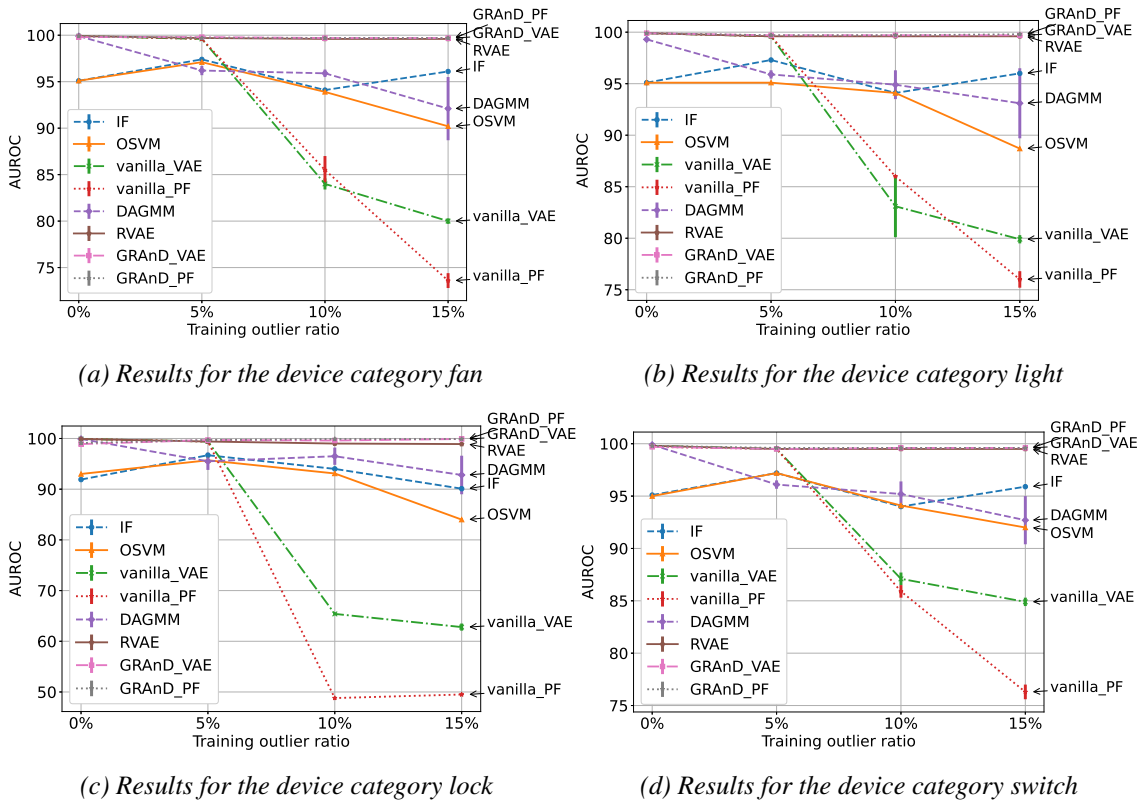 GRAnD_PF
GRAnD_VAE
RVAE
IF
DAGMM
OSVM
vanilla_VAE
vanilla_PF
100
95
90
85
80
75
AUROC
IF
OSVM
vanilla_VAE
vanilla_PF
DAGMM
RVAE
GRAnD_VAE
GRAnD_PF
0% 5% 10% 15%
Training outlier ratio
(a) Results for the device category fan
GRAnD_PF
GRAnD_VAE
RVAE
IF
DAGMM
OSVM
vanilla_VAE
vanilla_PF
100
95
90
85
80
75
AUROC
IF
OSVM
vanilla_VAE
vanilla_PF
DAGMM
RVAE
GRAnD_VAE
GRAnD_PF
0% 5% 10% 15%
Training outlier ratio
(b) Results for the device category light
GRAnD_PF
GRAnD_VAE
RVAE
DAGMM
IF
OSVM
vanilla_VAE
vanilla_PF
100
90
80
70
60
50
AUROC
IF
OSVM
vanilla_VAE
vanilla_PF
DAGMM
RVAE
GRAnD_VAE
GRAnD_PF
0% 5% 10% 15%
Training outlier ratio
(c) Results for the device category lock
GRAnD_PF
GRAnD_VAE
RVAE
IF
DAGMM
OSVM
vanilla_VAE
vanilla_PF
100
95
90
85
80
75
AUROC
IF
OSVM
vanilla_VAE
vanilla_PF
DAGMM
RVAE
GRAnD_VAE
GRAnD_PF
0% 5% 10% 15%
Training outlier ratio
(d) Results for the device category switch